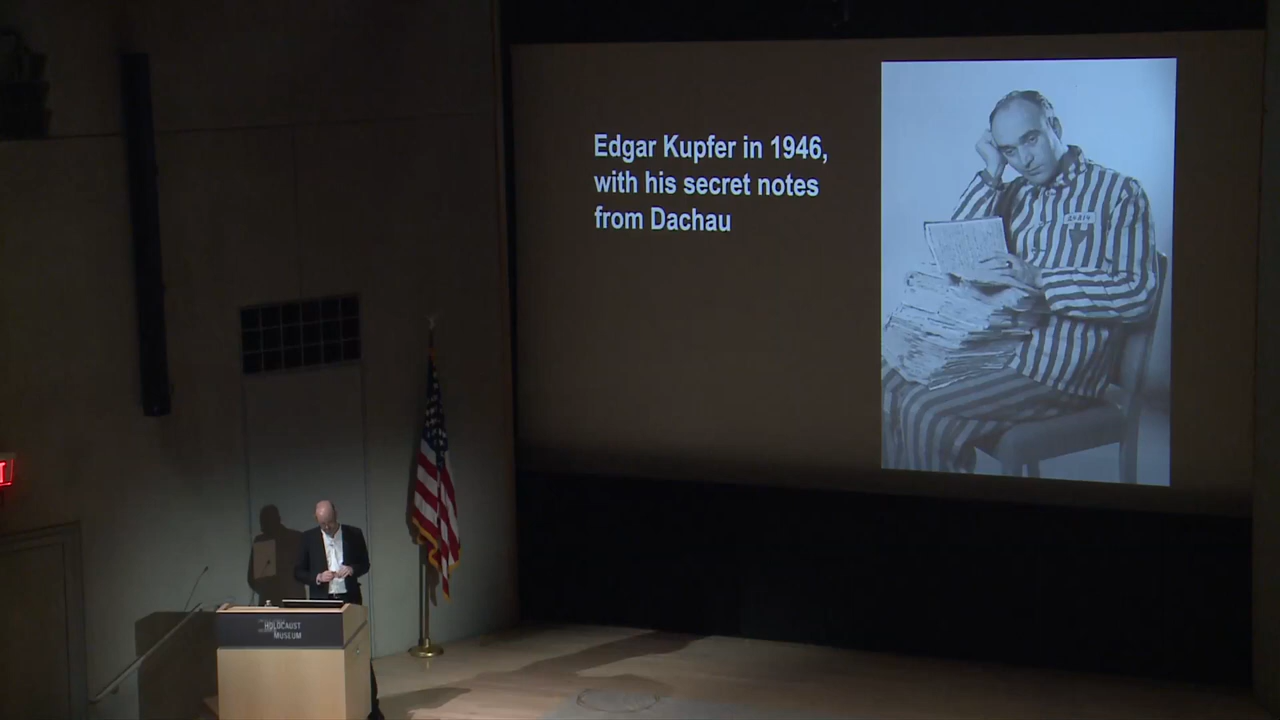 Edgar Kupfer in 1946,
with his secret notes
from Dachau
HOLOCAUST
MUSEUM